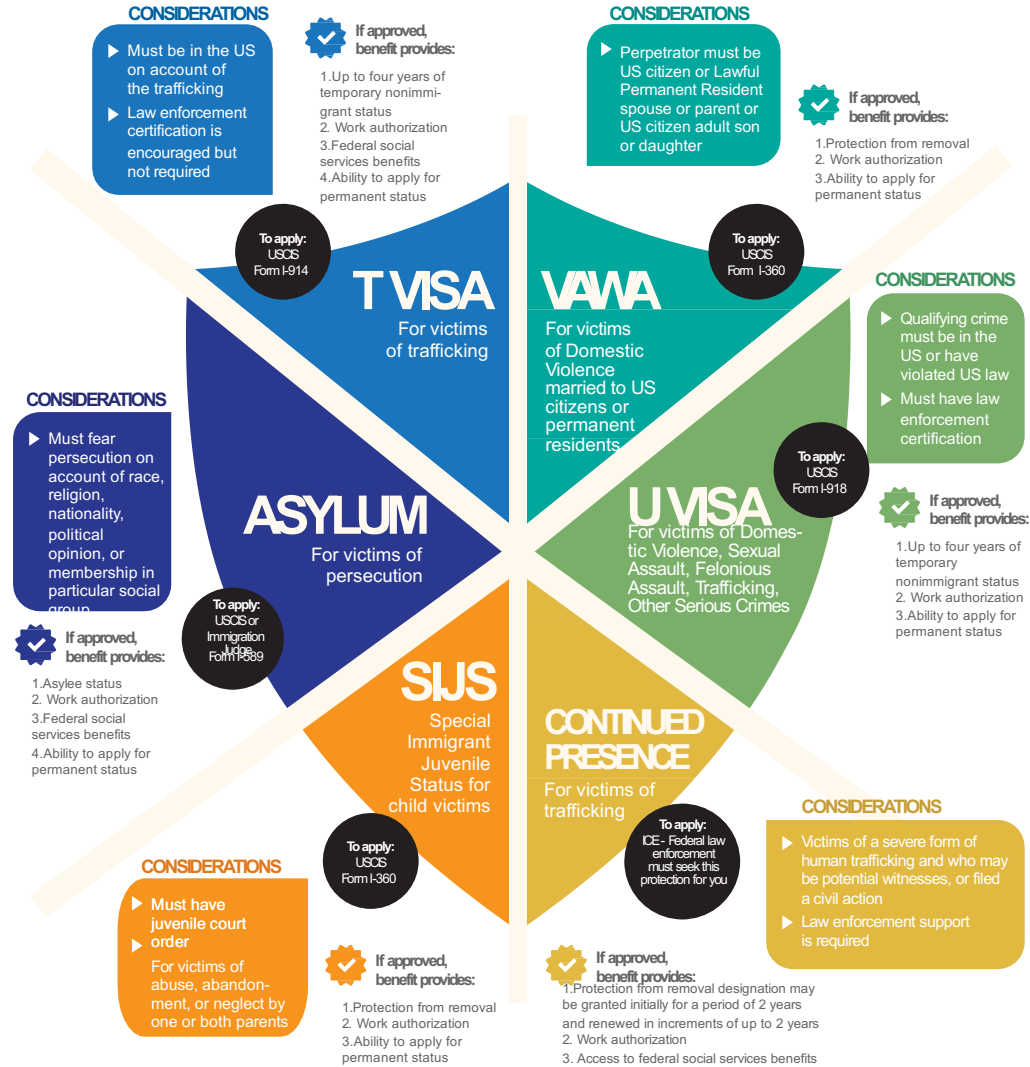 CONSIDERATIONS
Must be in the US
on account of
the trafficking
Law enforcement
certification is
encouraged but
not required
If approved,
benefit provides:
1.Up to four years of
temporary nonimmi-
grant status
2. Work authorization
3.Federal social
services benefits
4.Ability to apply for
permanent status
To apply:
USCIS
Form I-914
T VISA
For victims
of trafficking
CONSIDERATIONS
Perpetrator must be
US citizen or Lawful
Permanent Resident
spouse or parent or
US citizen adult son
or daughter
If approved,
benefit provides:
1.Protection from removal
2. Work authorization
3.Ability to apply for
permanent status
To apply:
USCIS
Form I-360
VAWA
For victims
of Domestic
Violence
married to US
citizens or
permanent
residents
CONSIDERATIONS
Qualifying crime
must be in the
US or have
violated US law
Must have law
enforcement
certification
To apply:
USCIS
Form I-918
If approved,
benefit provides:
1.Up to four years of
temporary
nonimmigrant status
2. Work authorization
3.Ability to apply for
permanent status
U VISA
For victims of Domes-
tic Violence, Sexual
Assault, Felonious
Assault, Trafficking,
Other Serious Crimes
CONSIDERATIONS
Must fear
persecution on
account of race,
religion,
nationality,
political
opinion, or
membership in
particular social
group
ASYLUM
For victims of
persecution
To apply:
USCIS or
Immigration
Judge
Form I-589
If approved,
benefit provides:
1.Asylee status
2. Work authorization
3.Federal social
services benefits
4.Ability to apply for
permanent status
SIJS
Special
Immigrant
Juvenile
Status for
child victims
To apply:
USCIS
Form I-360
CONSIDERATIONS
Must have
juvenile court
order
For victims of
abuse, abandon-
ment, or neglect by
one or both parents
If approved,
benefit provides:
1.Protection from removal
2. Work authorization
3.Ability to apply for
permanent status
CONTINUED
PRESENCE
For victims of
trafficking
To apply:
ICE - Federal law
enforcement
must seek this
protection for you
CONSIDERATIONS
Victims of a severe form of
human trafficking and who may
be potential witnesses, or filed
a civil action
Law enforcement support
is required
If approved,
benefit provides:
1.Protection from removal designation may
be granted initially for a period of 2 years
and renewed in increments of up to 2 years
2. Work authorization
3. Access to federal social services benefits